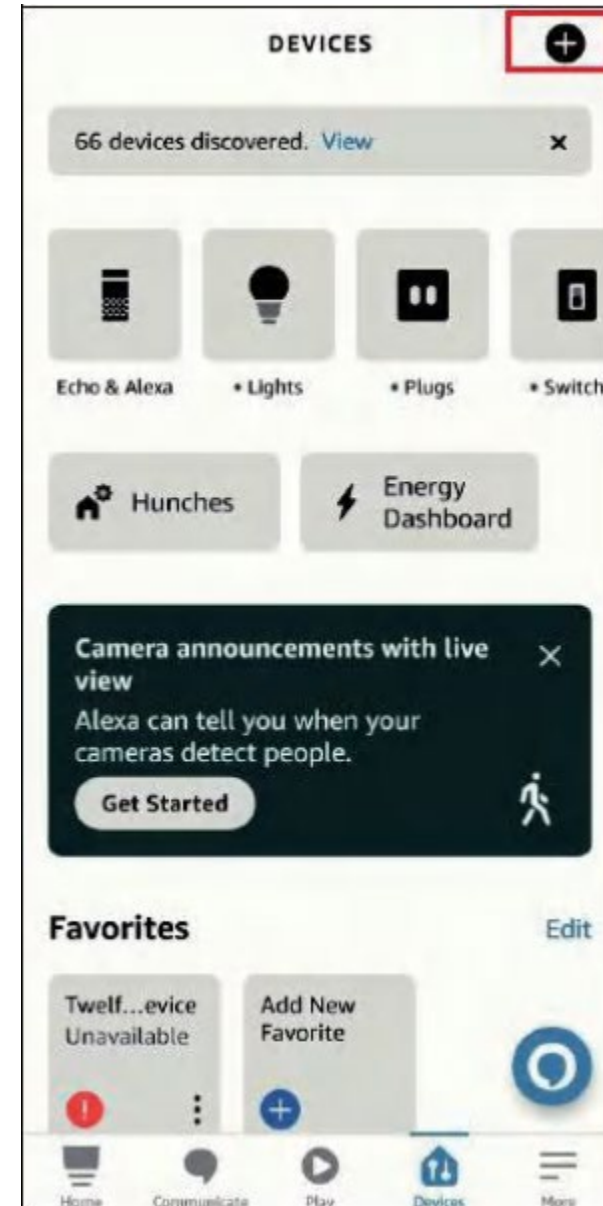 DEVICES
66 devices discovered. View
Echo & Alexa
• Lights
• Plugs
• Switch
Hunches
Energy
Dashboard
Camera announcements with live
view
Alexa can tell you when your
cameras detect people.
Get Started
Favorites
Edit
Twelf...evice
Unavailable
Add New
Favorite
Home
Communicate
Play
Devices
More